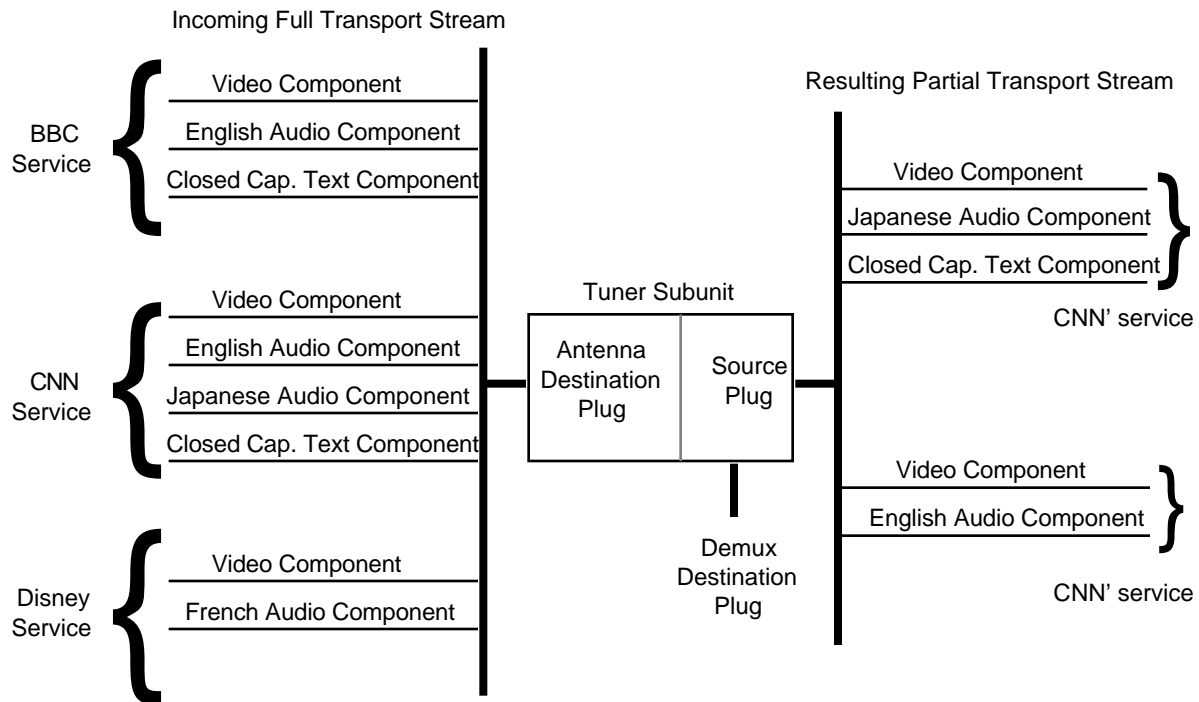 Incoming Full Transport Stream
BBC
Service
Video Component
English Audio Component
Closed Cap. Text Component
CNN
Service
Video Component
English Audio Component
Japanese Audio Component
Closed Cap. Text Component
Disney
Service
Video Component
French Audio Component
Tuner Subunit
Antenna
Destination
Plug
Source
Plug
Demux
Destination
Plug
Resulting Partial Transport Stream
Video Component
Japanese Audio Component
Closed Cap. Text Component
CNN’ service
Video Component
English Audio Component
CNN’ service